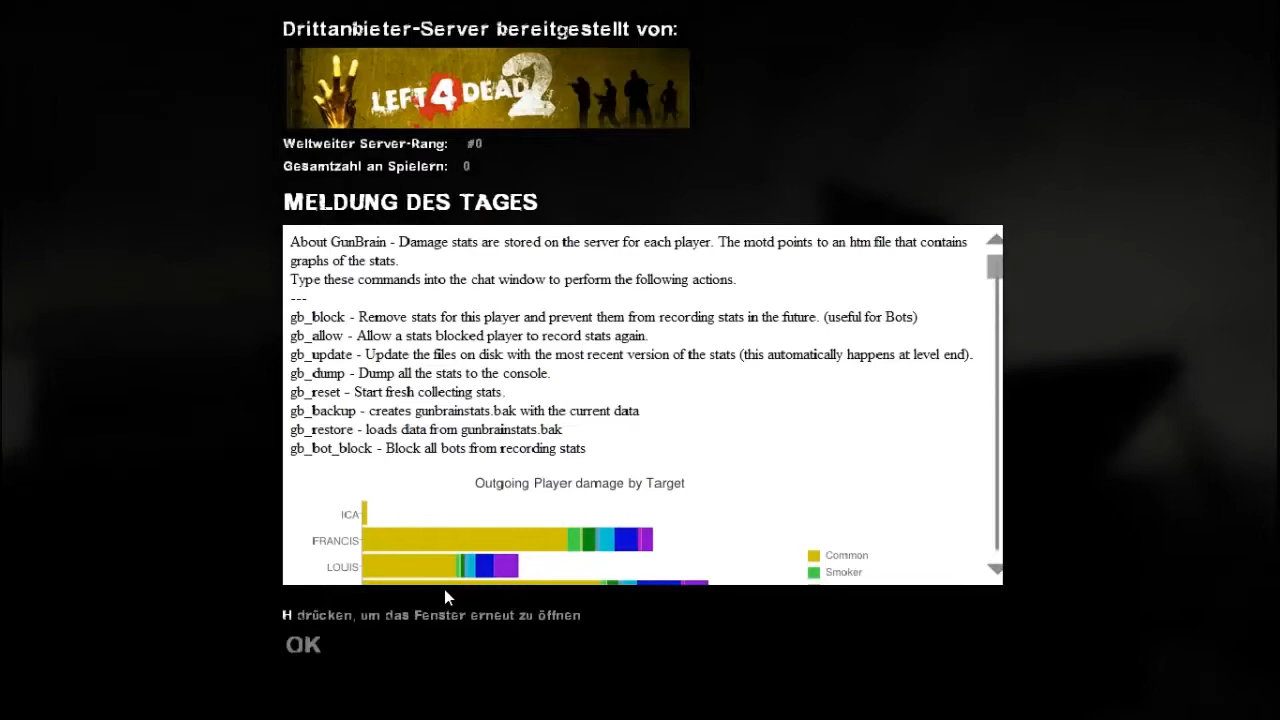 Drittanbieter-Server bereitgestellt von:
LEFT 4 DEAD 2
Weltweiter Server-Rang: #0
Gesamtzahl an Spielern: 0
MELDUNG DES TAGES
About GunBrain - Damage stats are stored on the server for each player. The motd points to an htm file that contains
graphs of the stats.
Type these commands into the chat window to perform the following actions.
---
gb_block - Remove stats for this player and prevent them from recording stats in the future. (useful for Bots)
gb_allow - Allow a stats blocked player to record stats again.
gb_update - Update the files on disk with the most recent version of the stats (this automatically happens at level end).
gb_dump - Dump all the stats to the console.
gb_reset - Start fresh collecting stats.
gb_backup - creates gunbrainstats.bak with the current data
gb_restore - loads data from gunbrainstats.bak
gb_bot_block - Block all bots from recording stats
Outgoing Player damage by Target
ICA
FRANCIS
LOUIS
Common
Smoker
H drücken, um das Fenster erneut zu öffnen
OK